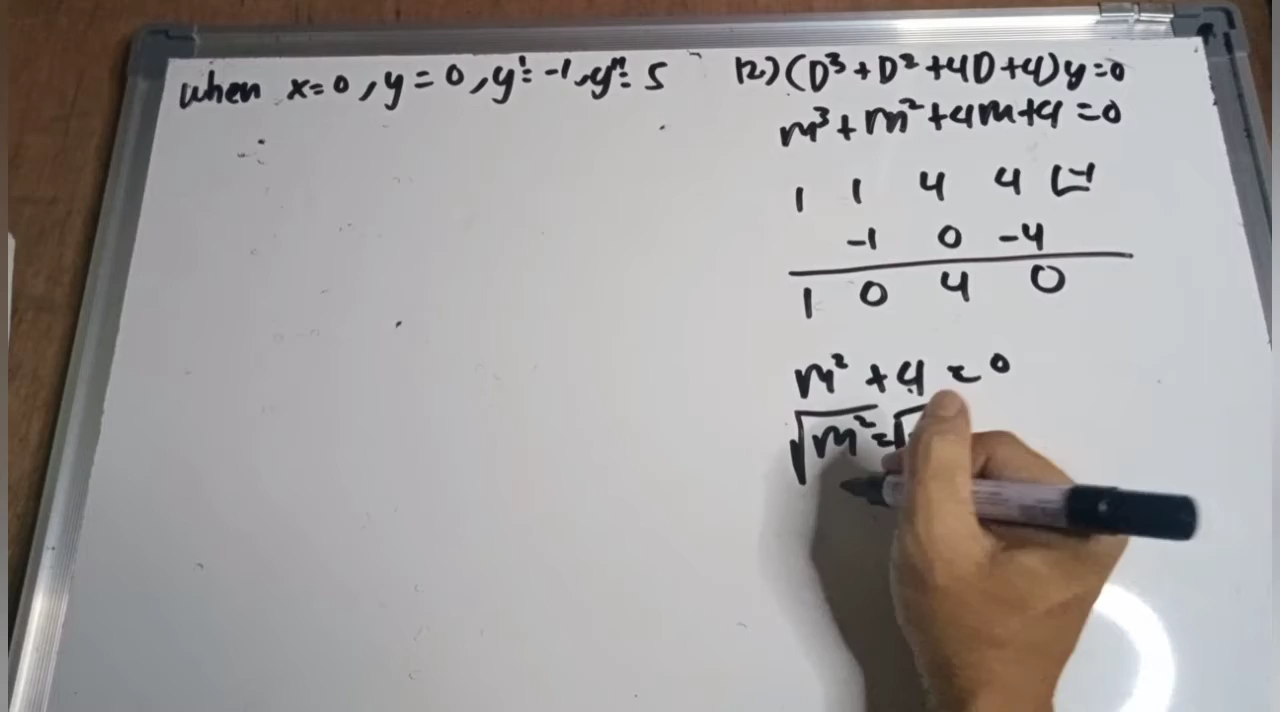 when x=0, y=0, y'=-1, y"=5
12) (D³+D²+4D+4)y=0
m³+m²+4m+4=0
1 1 4 4 ∟-1
-1 0 -4
1 0 4 0
m²+4=0
√m²=√